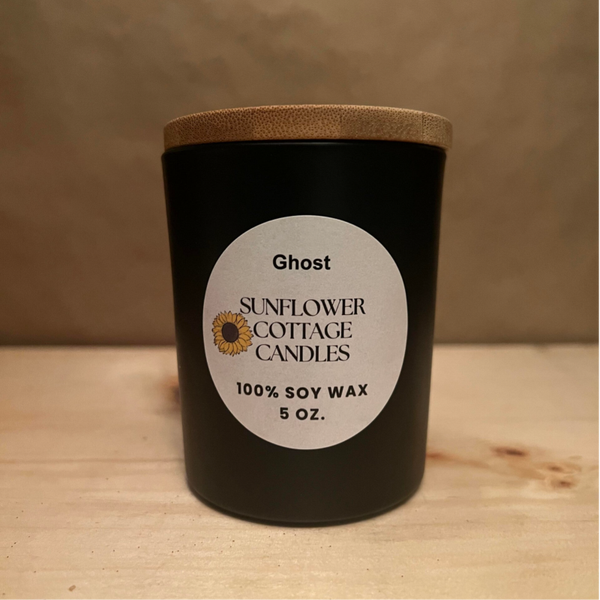 Ghost
SUNFLOWER
COTTAGE
CANDLES
100% SOY WAX
5 OZ.